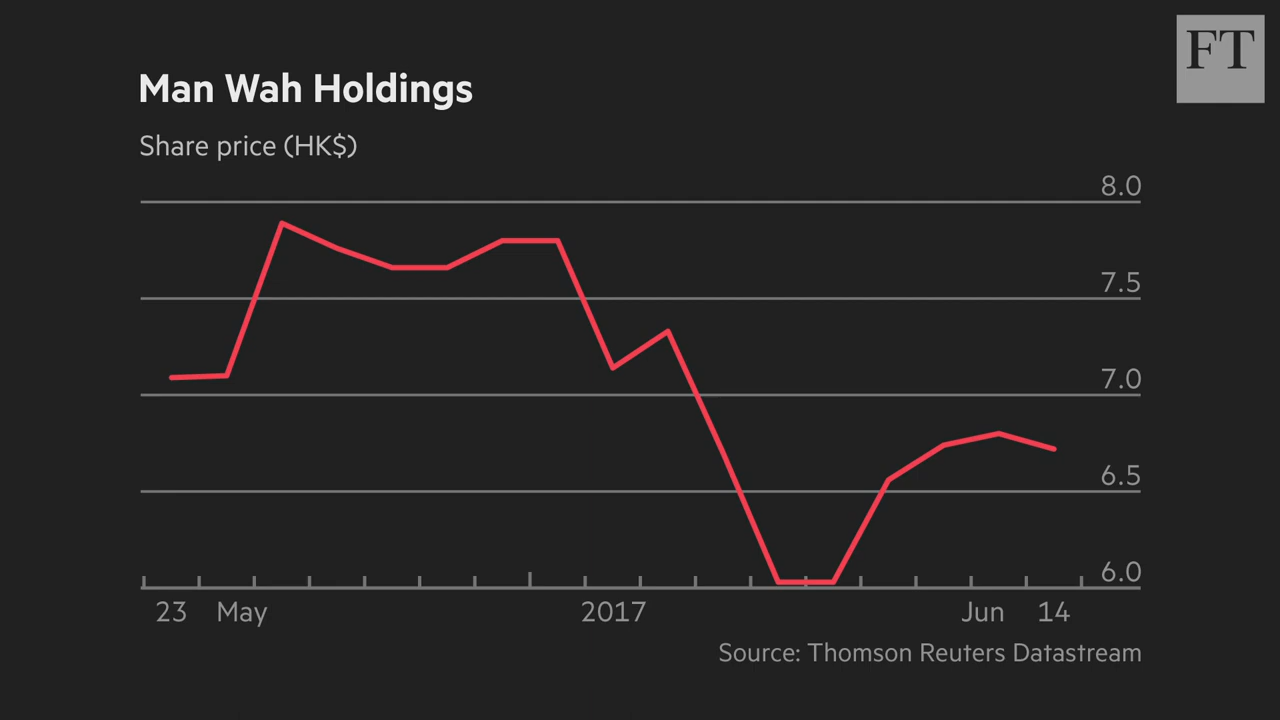 FT
Man Wah Holdings
Share price (HK$)
8.0
7.5
7.0
6.5
6.0
23 May 2017 Jun 14
Source: Thomson Reuters Datastream